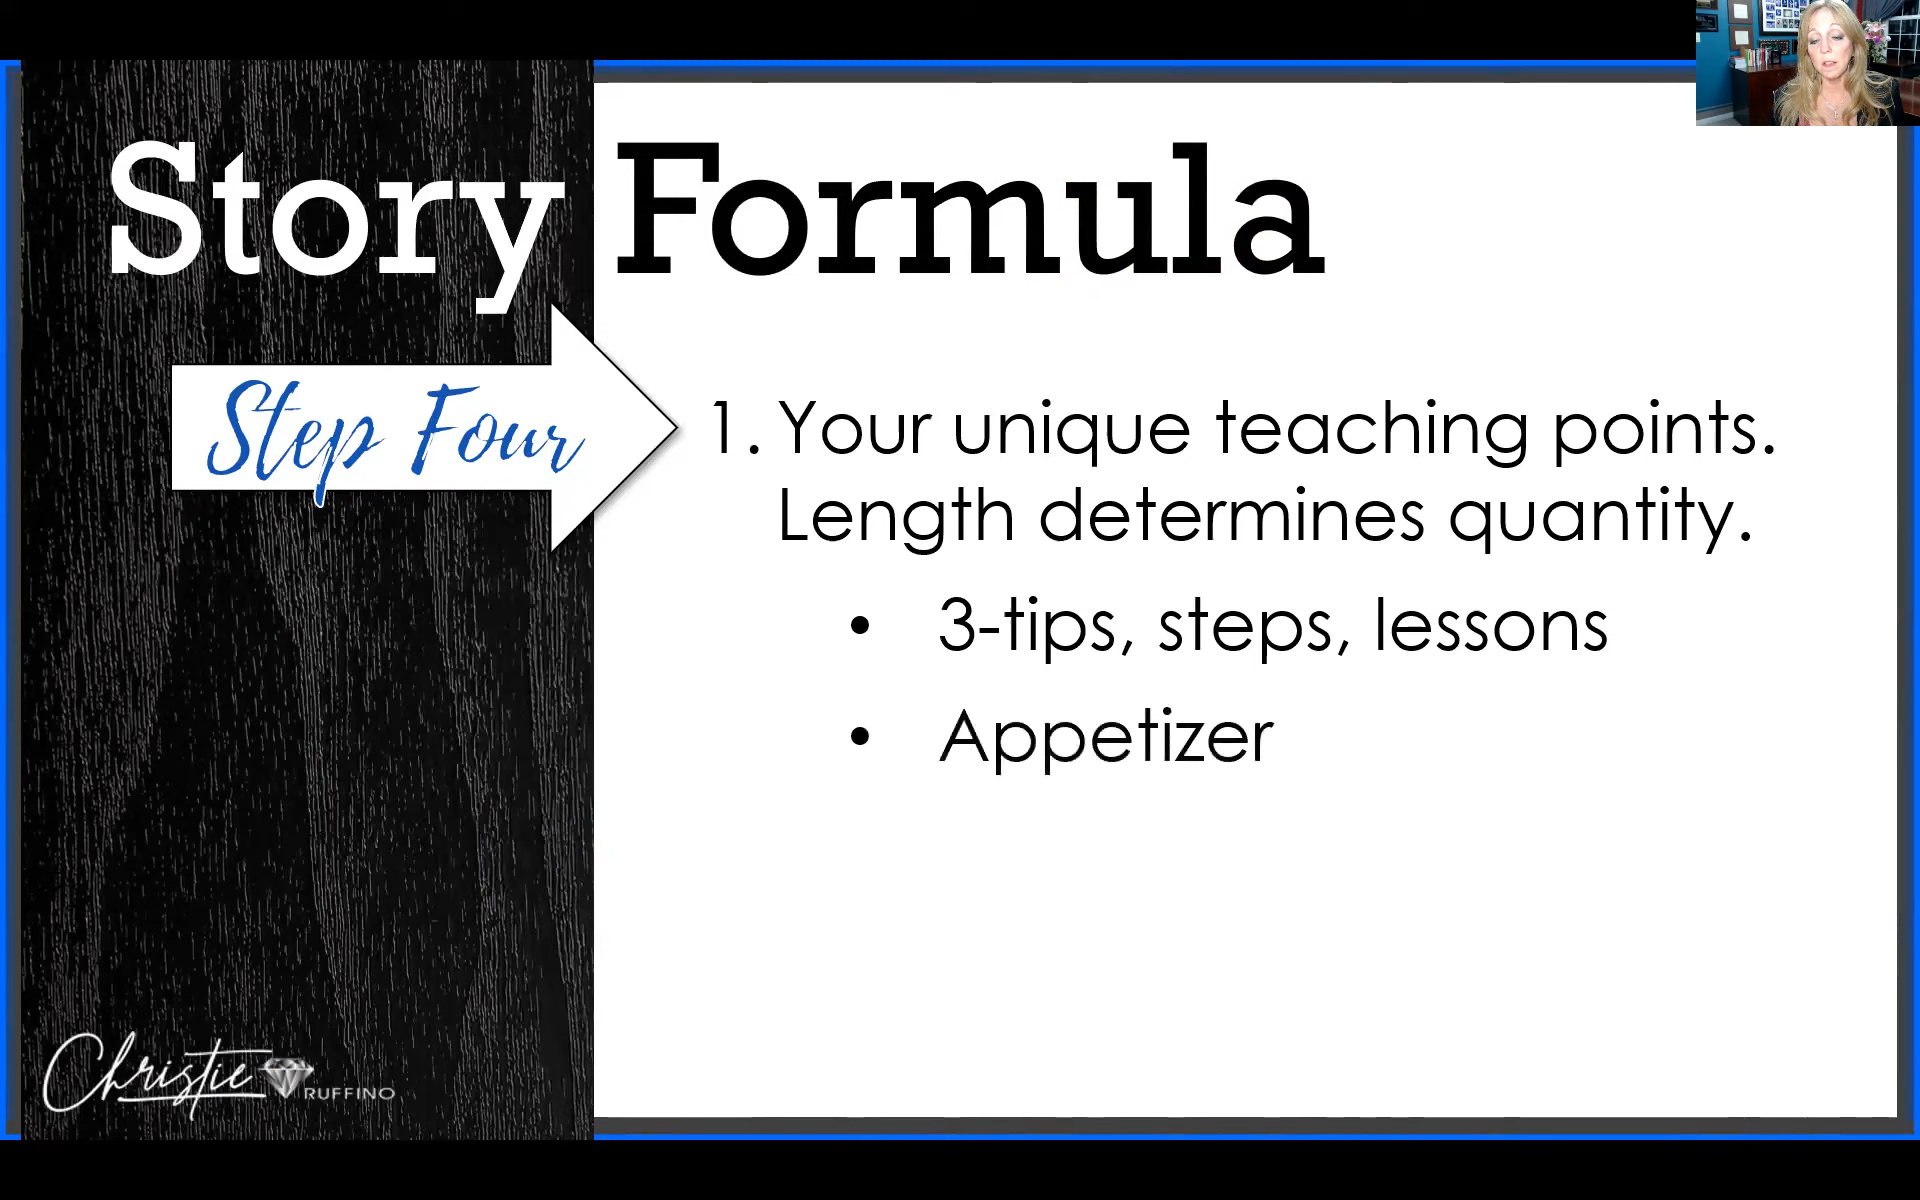 Story Formula
Step Four
1. Your unique teaching points.
Length determines quantity.
• 3-tips, steps, lessons
• Appetizer
Christie RUFFINO